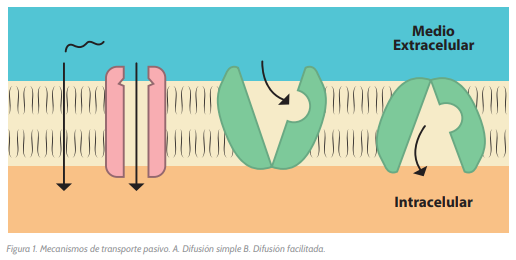 Medio
Extracelular
Intracelular
Figura 1. Mecanismos de transporte pasivo. A. Difusión simple B. Difusión facilitada.